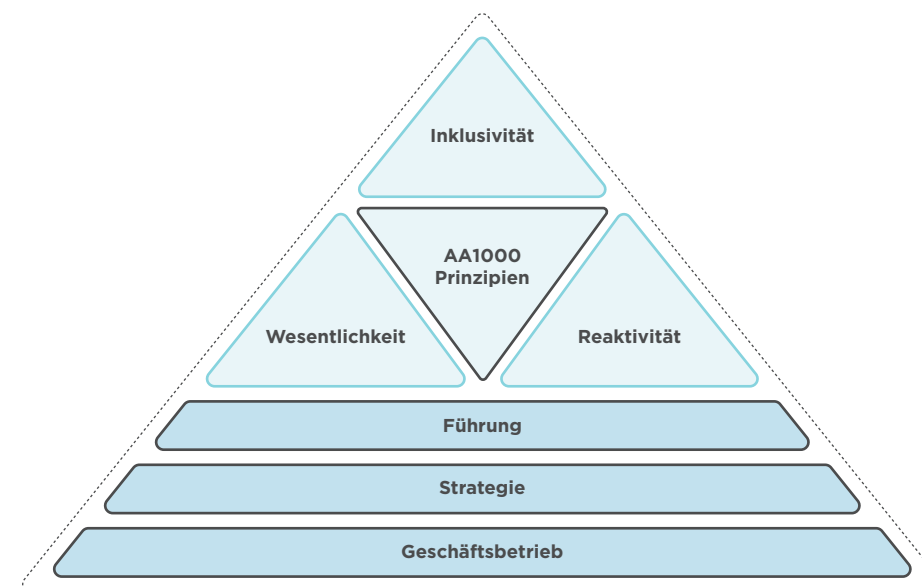 Inklusivität
AA1000
Prinzipien
Wesentlichkeit
Reaktivität
Führung
Strategie
Geschäftsbetrieb